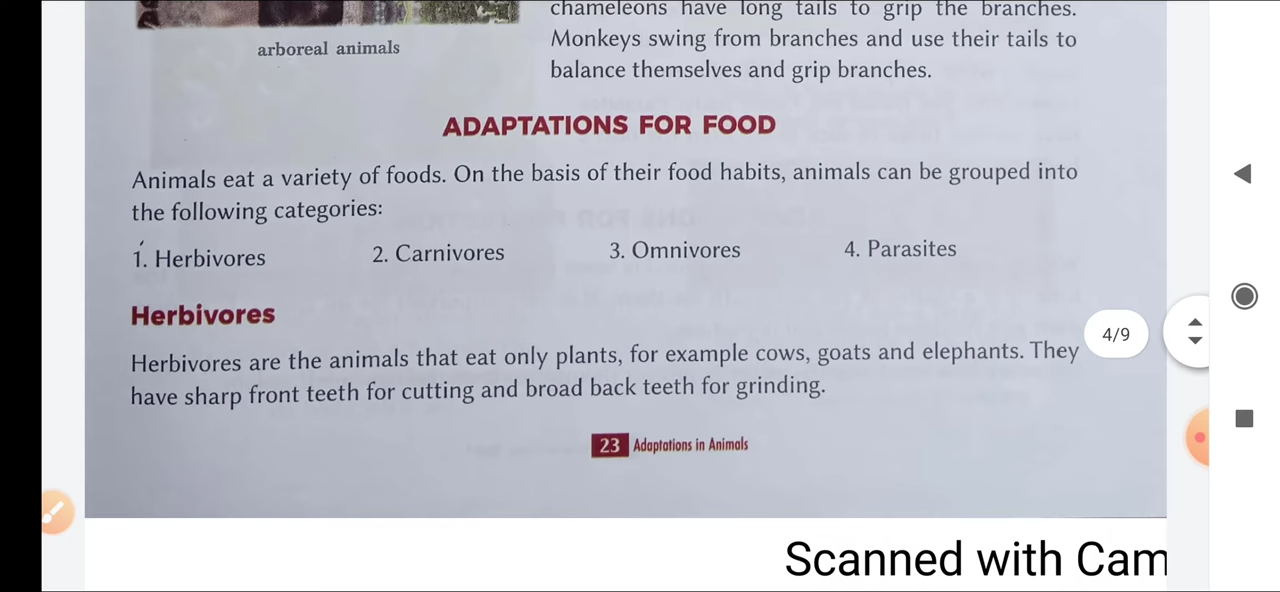 chameleons have long tails to grip the branches.
arboreal animals
Monkeys swing from branches and use their tails to
balance themselves and grip branches.
ADAPTATIONS FOR FOOD
Animals eat a variety of foods. On the basis of their food habits, animals can be grouped into
the following categories:
1. Herbivores 2. Carnivores 3. Omnivores 4. Parasites
Herbivores
4/9
Herbivores are the animals that eat only plants, for example cows, goats and elephants. They
have sharp front teeth for cutting and broad back teeth for grinding.
23 Adaptations in Animals
Scanned with Cam